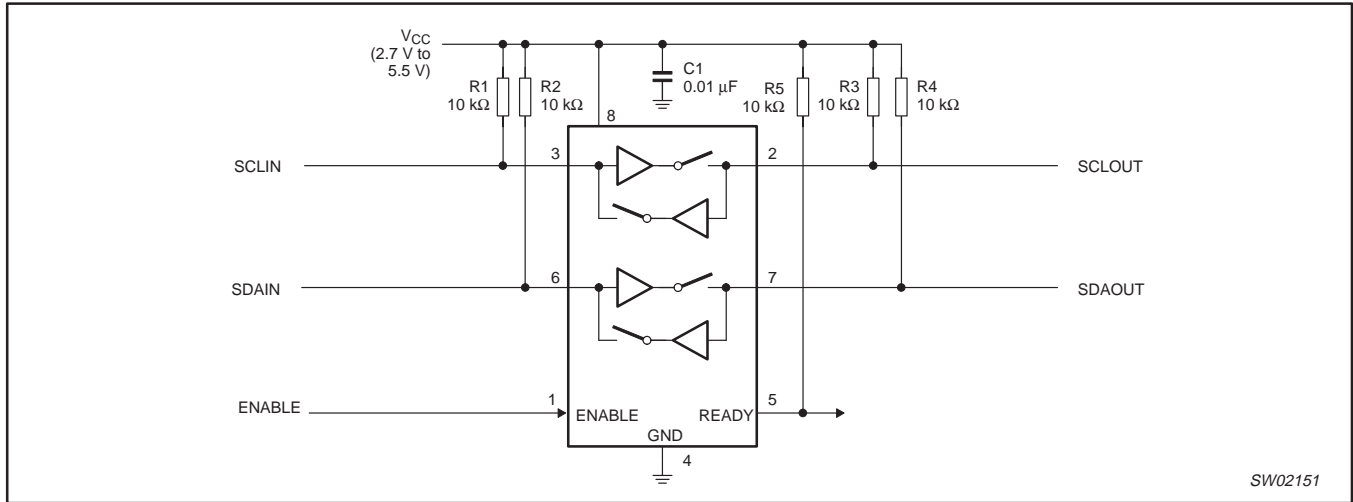 VCC
(2.7 V to
5.5 V)
R1
10 kΩ
R2
10 kΩ
C1
0.01 µF
R5
10 kΩ
R3
10 kΩ
R4
10 kΩ
8
SCLIN
3
2
SCLOUT
SDAIN
6
7
SDAOUT
ENABLE
1
ENABLE
READY
5
GND
4
SW02151